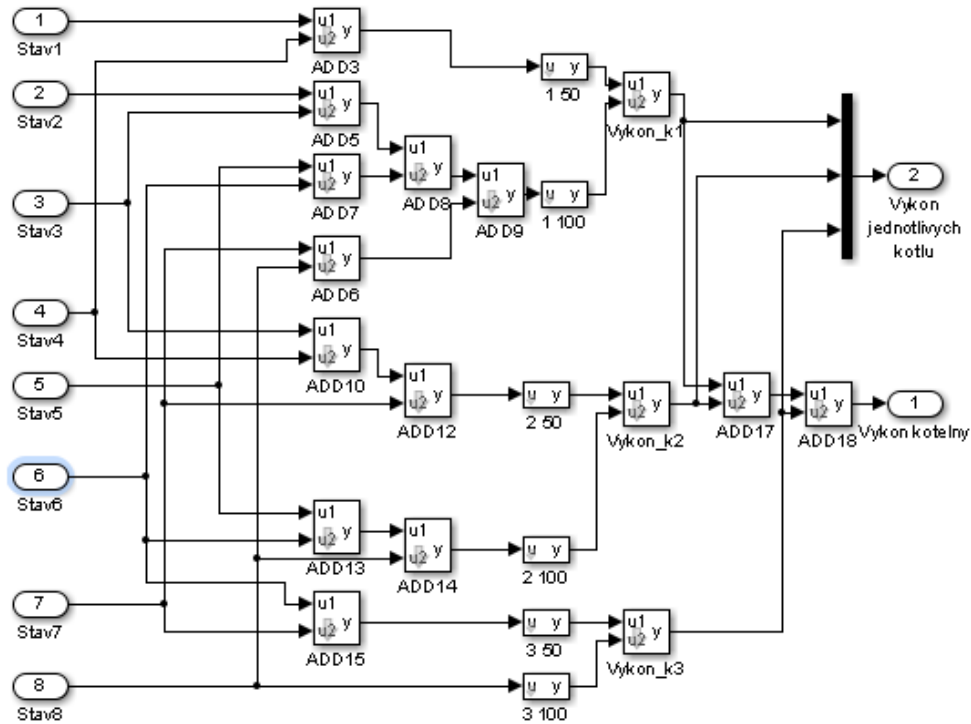 1
Stav1
u1
u2 y
ADD3
u y
1 50
u1
u2 y
Vykon_k1
2
Stav2
u1
u2 y
ADD5
u1
u2 y
ADD8
u1
u2 y
ADD7
u1
u2 y
ADD9
u y
1 100
2
Vykon
jednotlivych
kotlu
3
Stav3
u1
u2 y
ADD6
4
Stav4
u1
u2 y
ADD10
5
Stav5
u1
u2 y
ADD12
u y
2 50
u1
u2 y
Vykon_k2
u1
u2 y
ADD17
u1
u2 y
ADD18
1
Vykon kotelny
6
Stav6
u1
u2 y
ADD13
u1
u2 y
ADD14
u y
2 100
7
Stav7
u1
u2 y
ADD15
u y
3 50
u1
u2 y
Vykon_k3
8
Stav8
u y
3 100